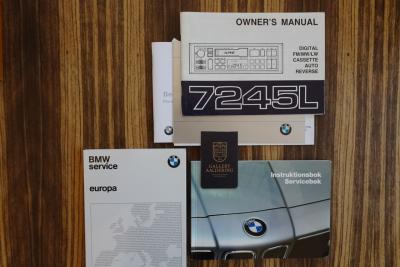 OWNER'S MANUAL
DIGITAL
FM/MW/LW
CASSETTE
AUTO
REVERSE
7245L
BMW
service
europa
GALLERY
AALDERING
Instruktionsbok
Servicebok